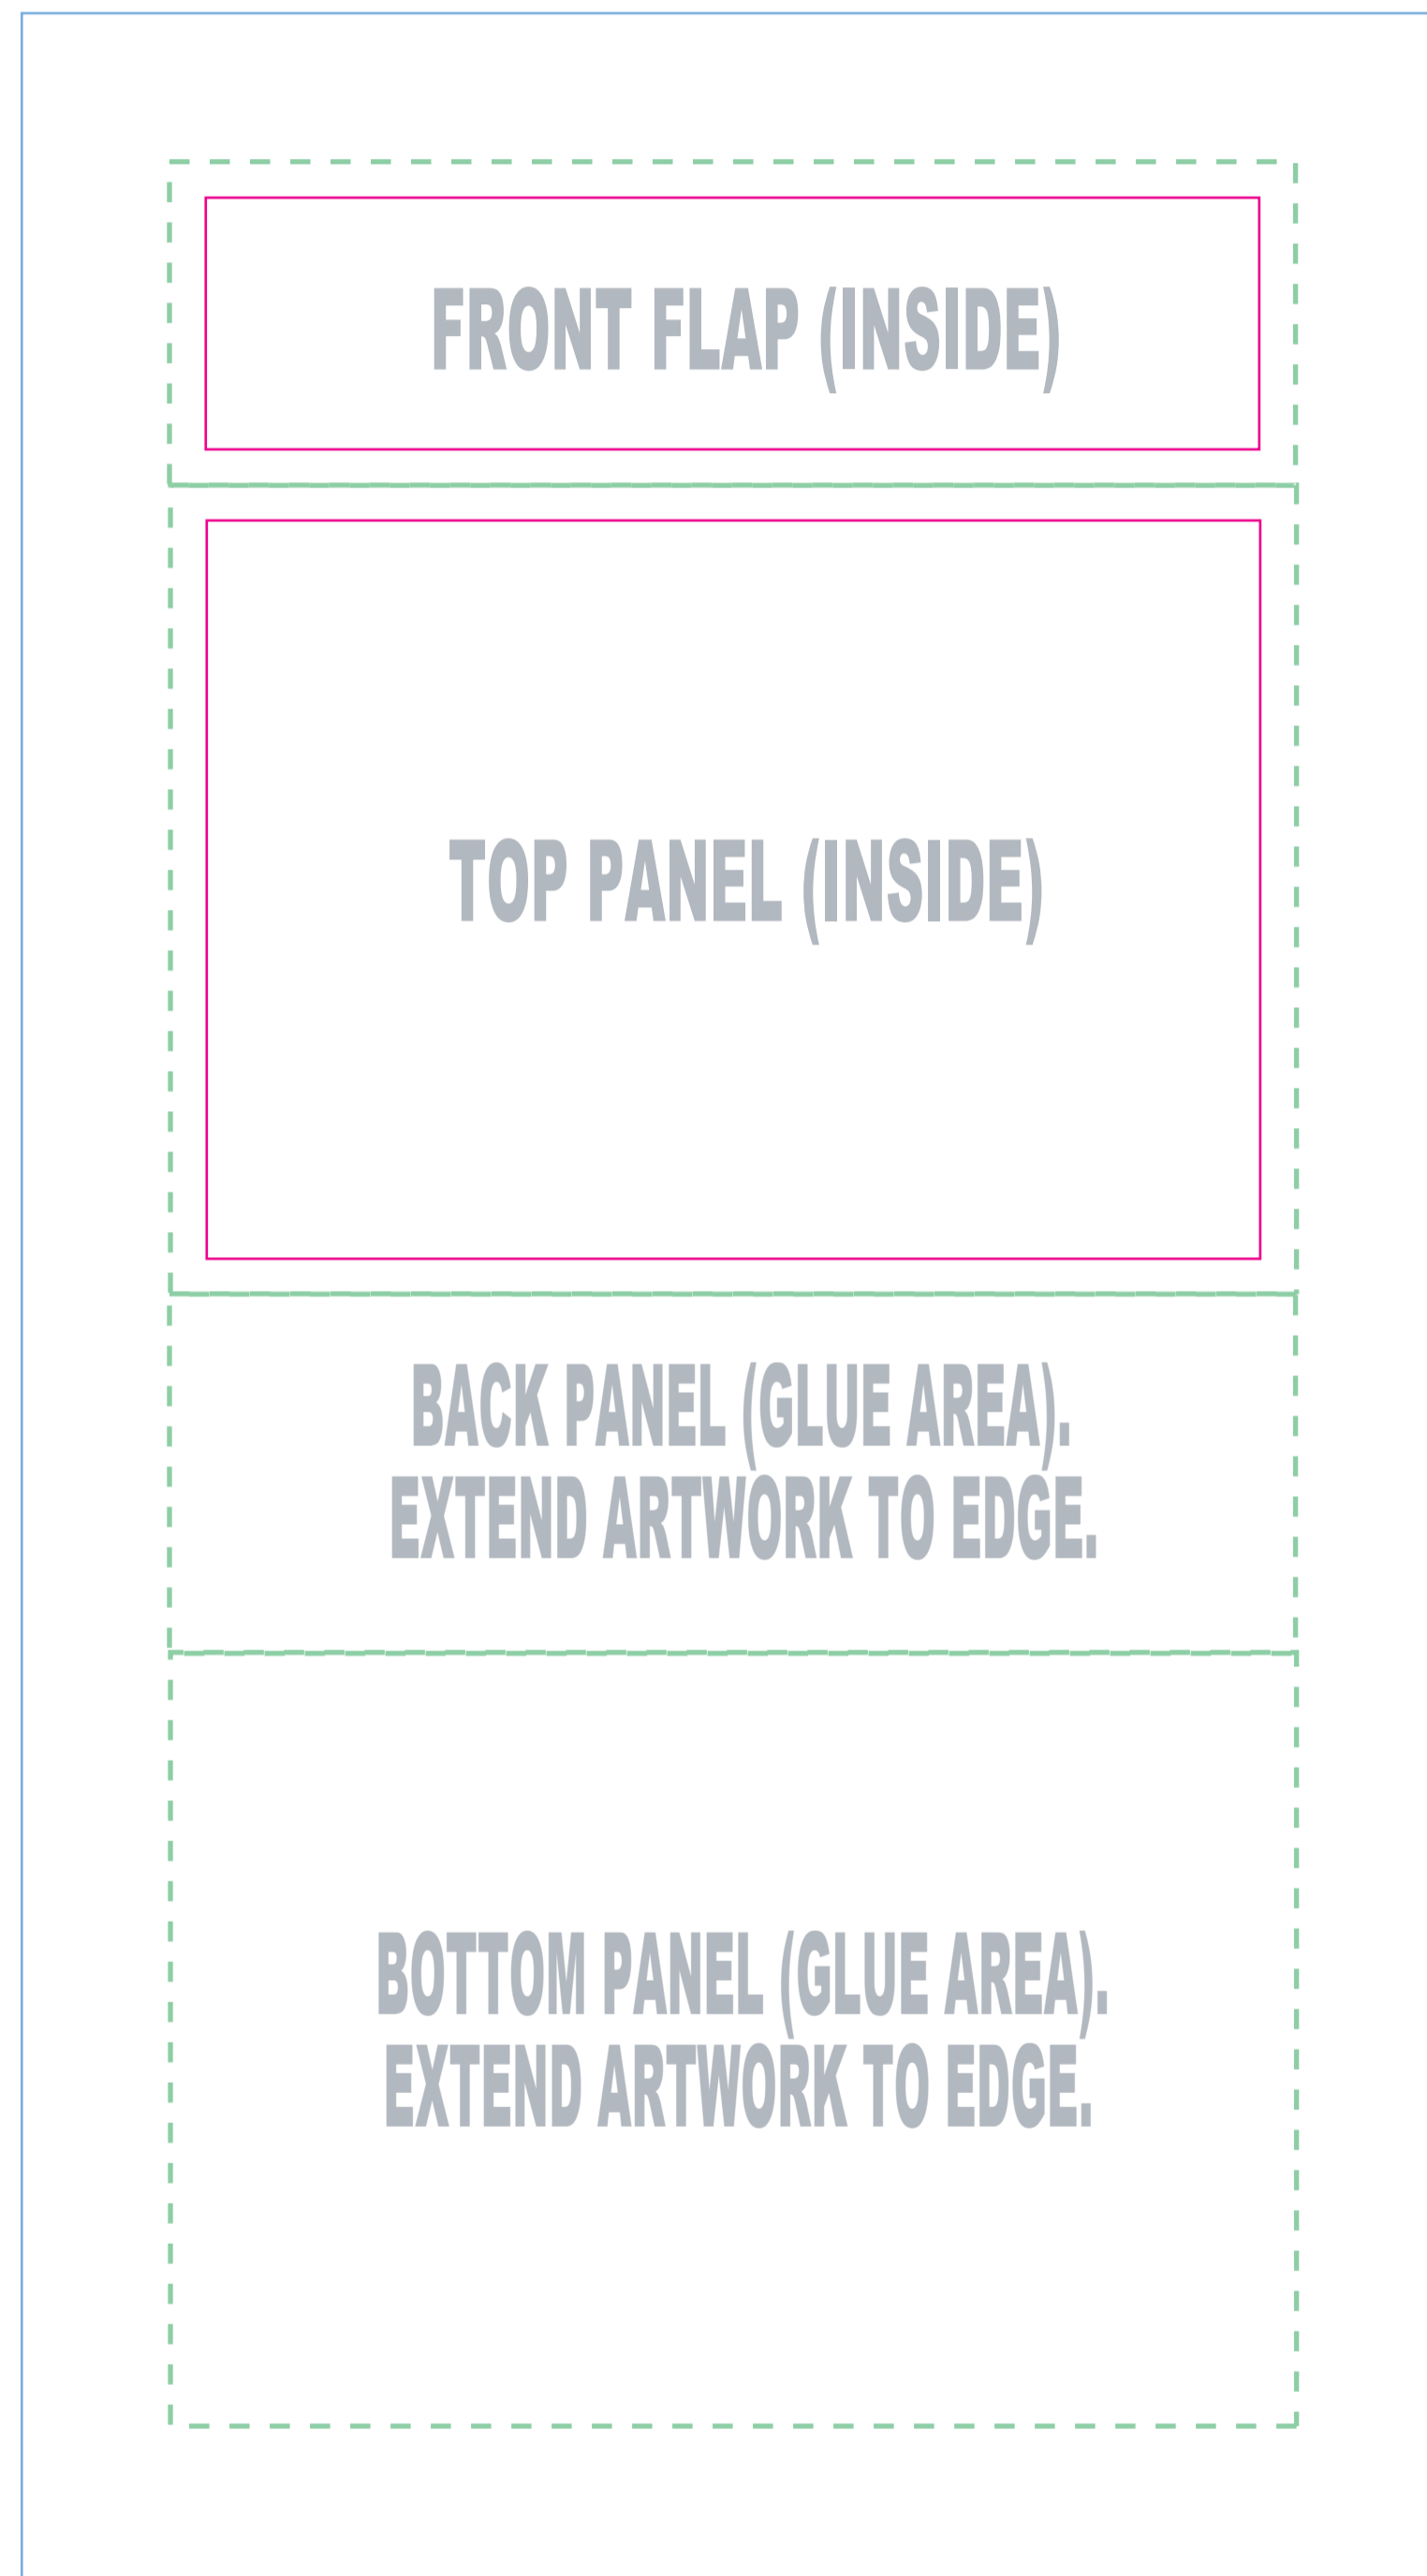 FRONT FLAP (INSIDE)
TOP PANEL (INSIDE)
BACK PANEL (GLUE AREA).
EXTEND ARTWORK TO EDGE.
BOTTOM PANEL (GLUE AREA).
EXTEND ARTWORK TO EDGE.